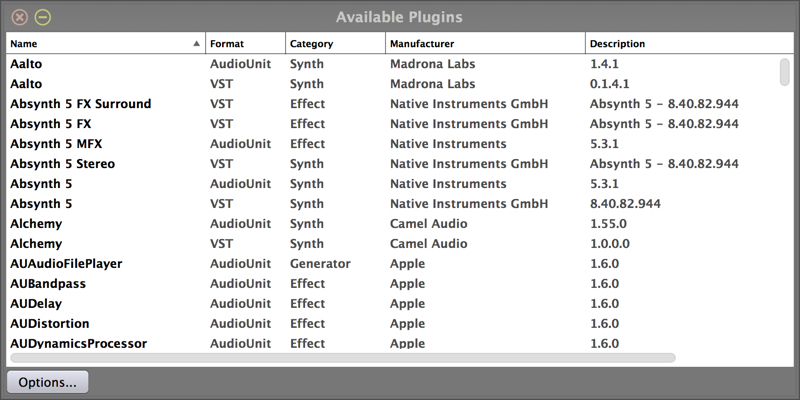 Available Plugins
Name Format Category Manufacturer Description
Aalto AudioUnit Synth Madrona Labs 1.4.1
Aalto VST Synth Madrona Labs 0.1.4.1
Absynth 5 FX Surround VST Effect Native Instruments GmbH Absynth 5 – 8.40.82.944
Absynth 5 FX VST Effect Native Instruments GmbH Absynth 5 – 8.40.82.944
Absynth 5 MFX AudioUnit Effect Native Instruments 5.3.1
Absynth 5 Stereo VST Synth Native Instruments GmbH Absynth 5 – 8.40.82.944
Absynth 5 AudioUnit Synth Native Instruments 5.3.1
Absynth 5 VST Synth Native Instruments GmbH 8.40.82.944
Alchemy AudioUnit Synth Camel Audio 1.55.0
Alchemy VST Synth Camel Audio 1.0.0.0
AUAudioFilePlayer AudioUnit Generator Apple 1.6.0
AUBandpass AudioUnit Effect Apple 1.6.0
AUDelay AudioUnit Effect Apple 1.6.0
AUDistortion AudioUnit Effect Apple 1.6.0
AUDynamicsProcessor AudioUnit Effect Apple 1.6.0
Options...